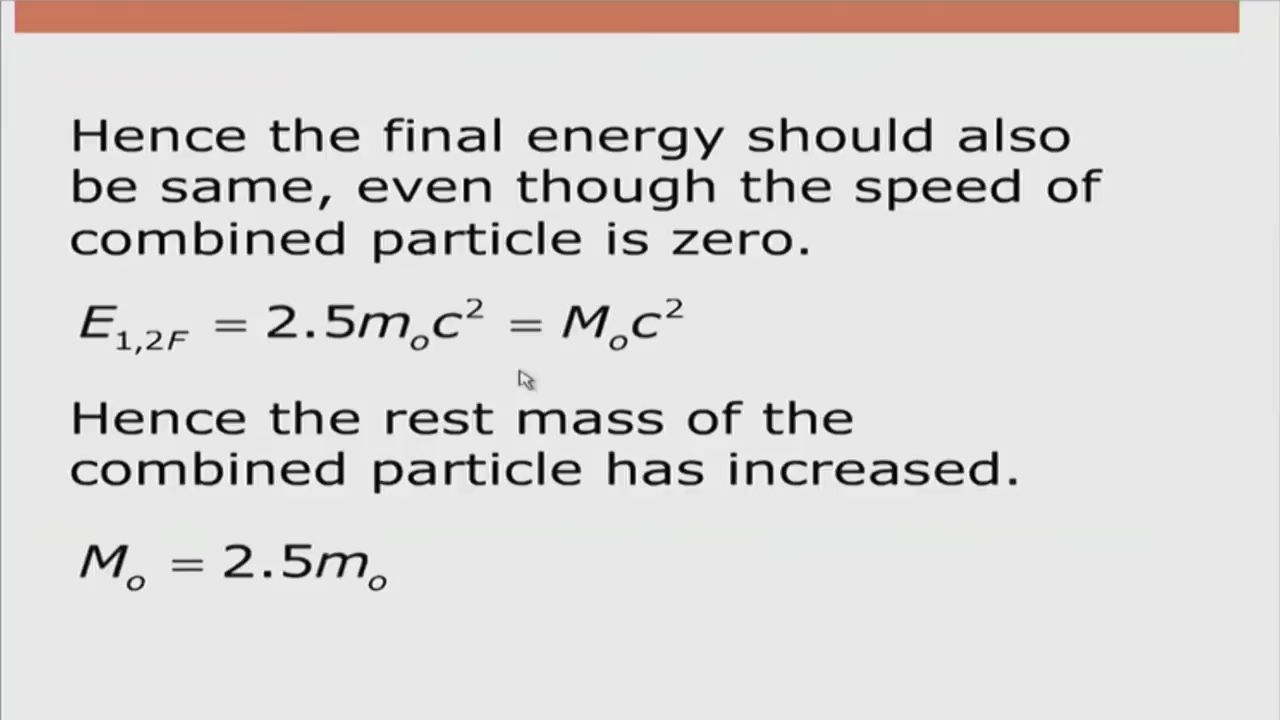 Hence the final energy should also
be same, even though the speed of
combined particle is zero.
E₁,₂F = 2.5mₒc² = Mₒc²
Hence the rest mass of the
combined particle has increased.
Mₒ = 2.5mₒ